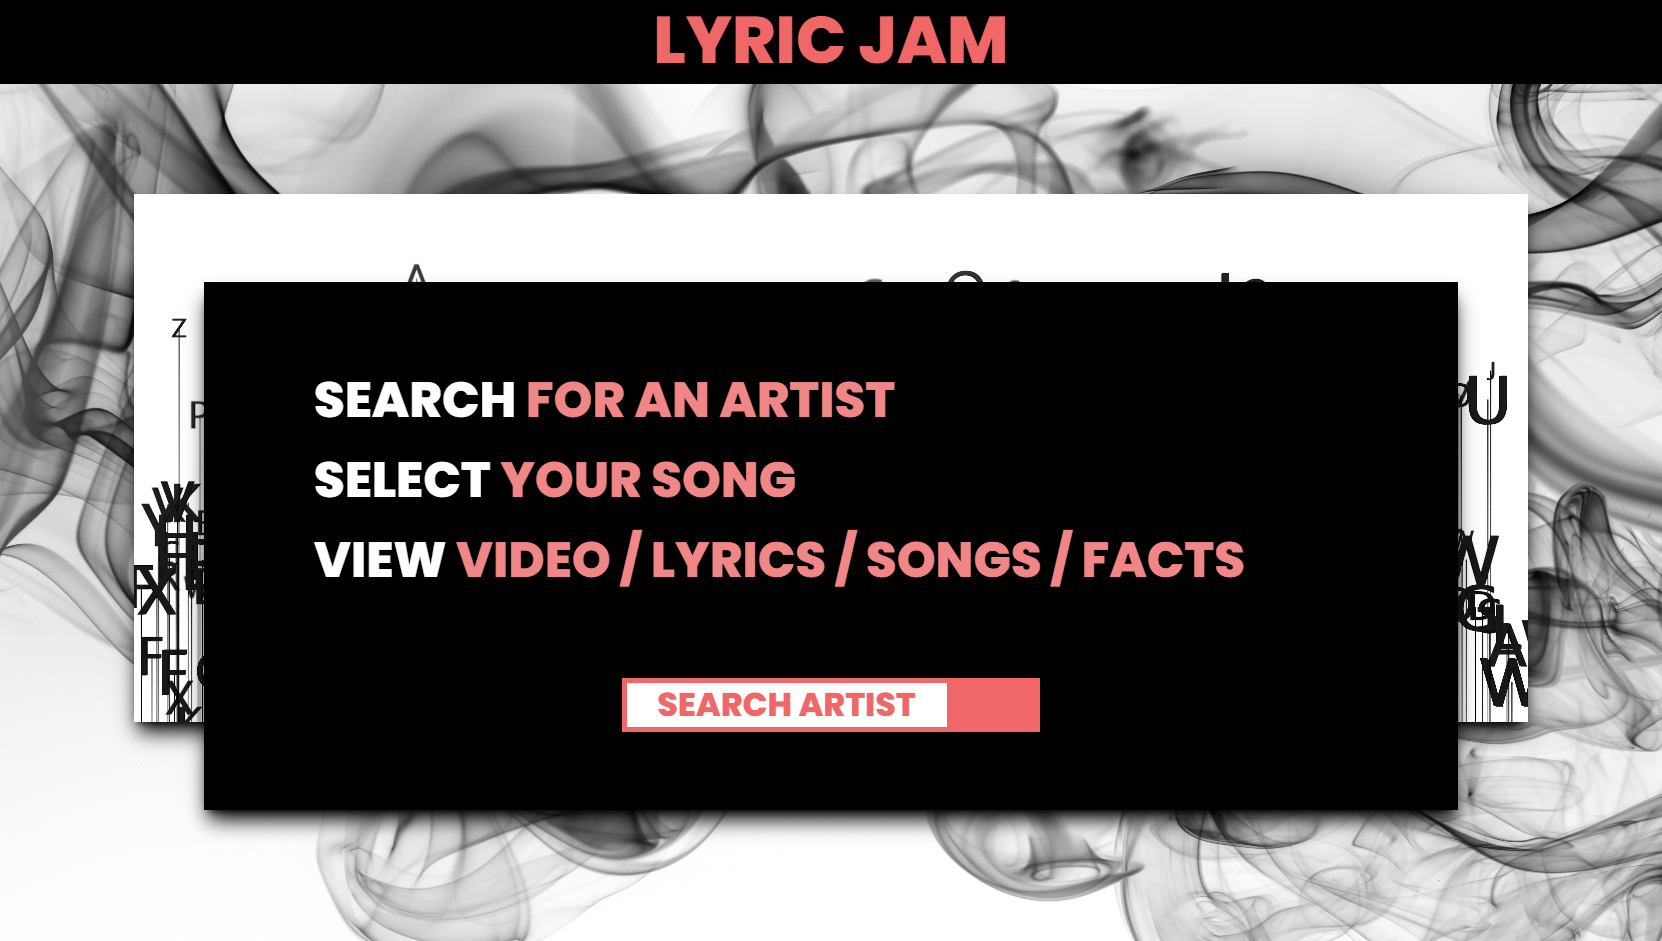 LYRIC JAM
SEARCH FOR AN ARTIST
SELECT YOUR SONG
VIEW VIDEO / LYRICS / SONGS / FACTS
SEARCH ARTIST